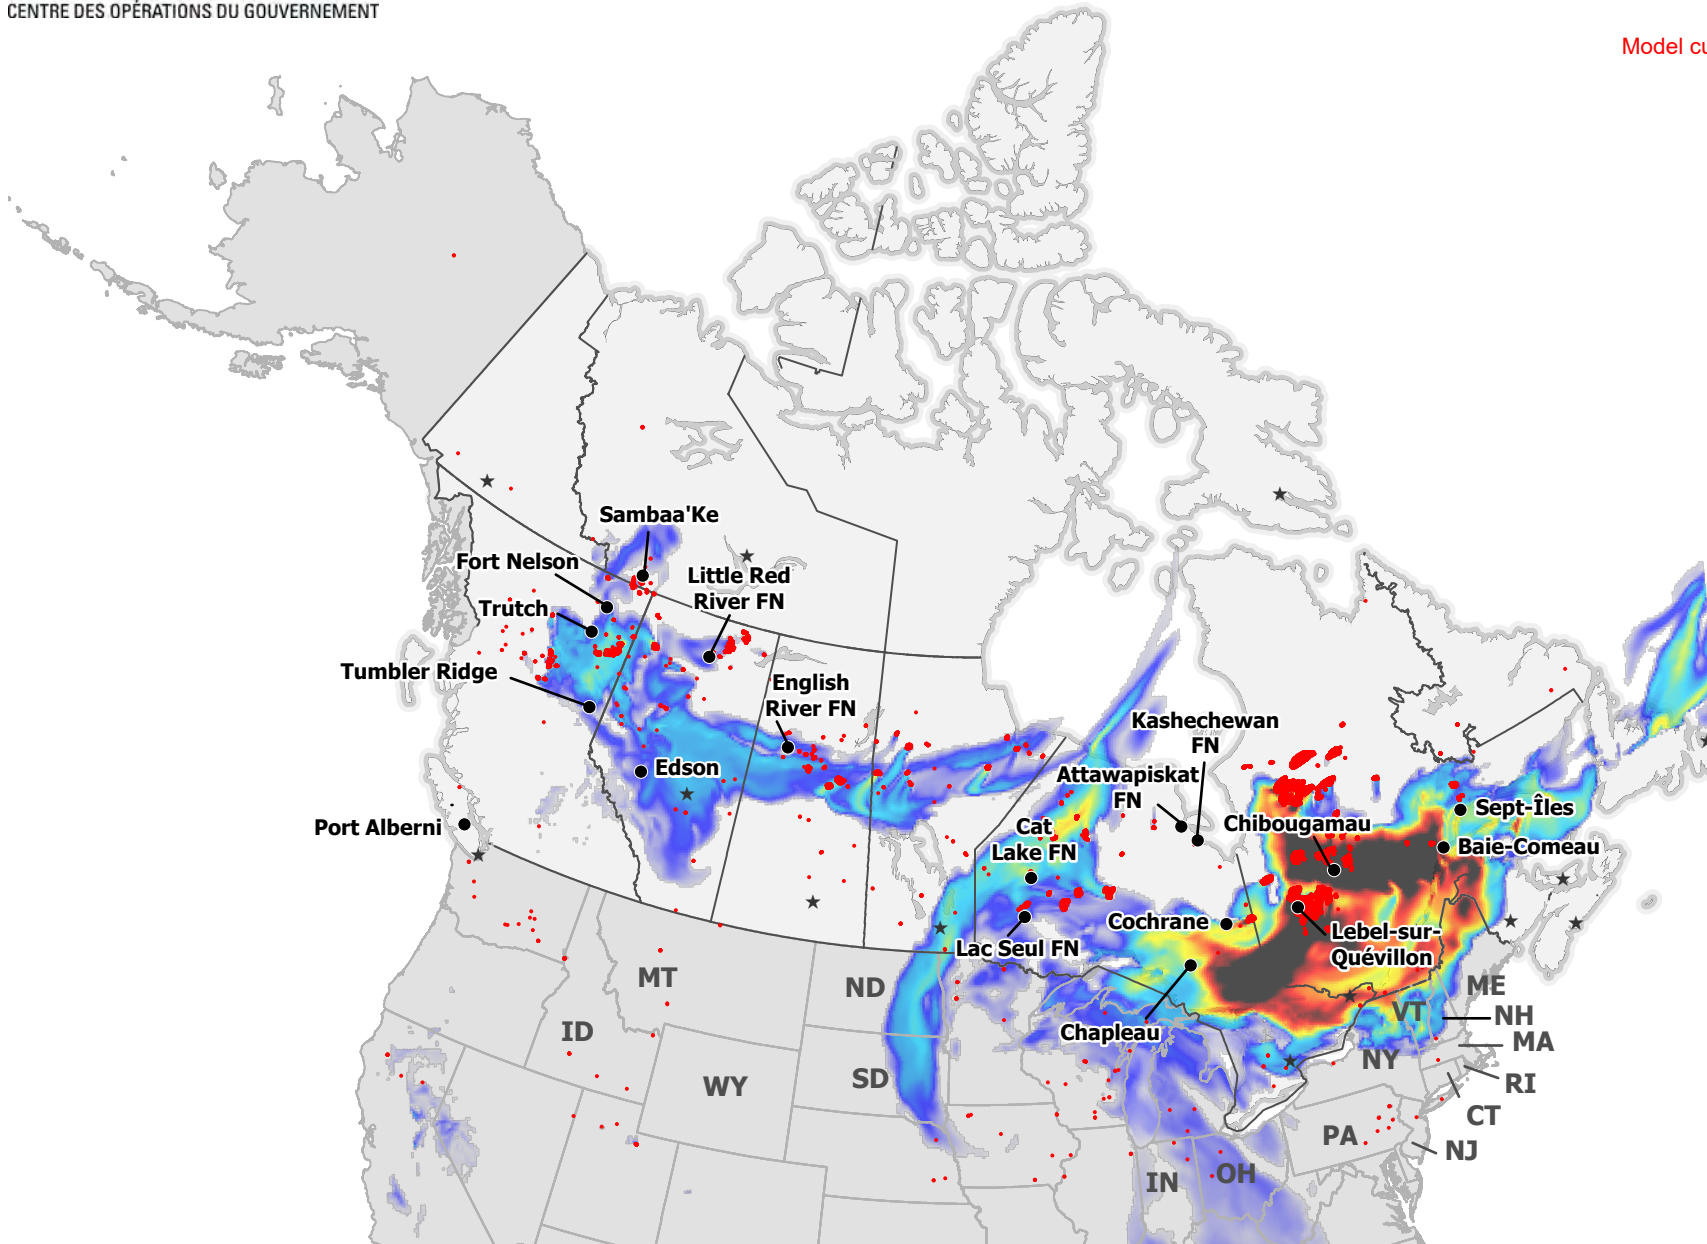 CENTRE DES OPÉRATIONS DU GOUVERNEMENT
Model cu
Sambaa'Ke
Fort Nelson
Little Red
River FN
Trutch
Tumbler Ridge
English
River FN
Kashechewan
FN
Edson
Attawapiskat
FN
Sept-Îles
Port Alberni
Cat
Lake FN
Chibougamau
Baie-Comeau
Cochrane
Lebel-sur-
Quévillon
Lac Seul FN
MT
ND
ME
VT
NH
ID
Chapleau
MA
NY
WY
SD
RI
CT
PA
NJ
IN
OH